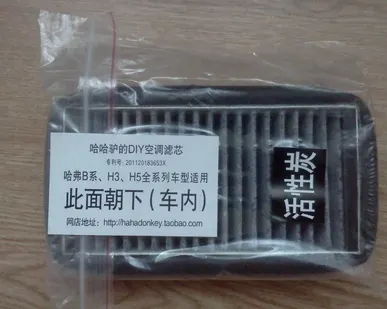 哈哈驴的DIY空调滤芯
专利号: 201120183653X
哈弗B系、H3、H5全系列车型适用
此面朝下(车内)
网店地址: http://hahadonkey.taobao.com
活性炭